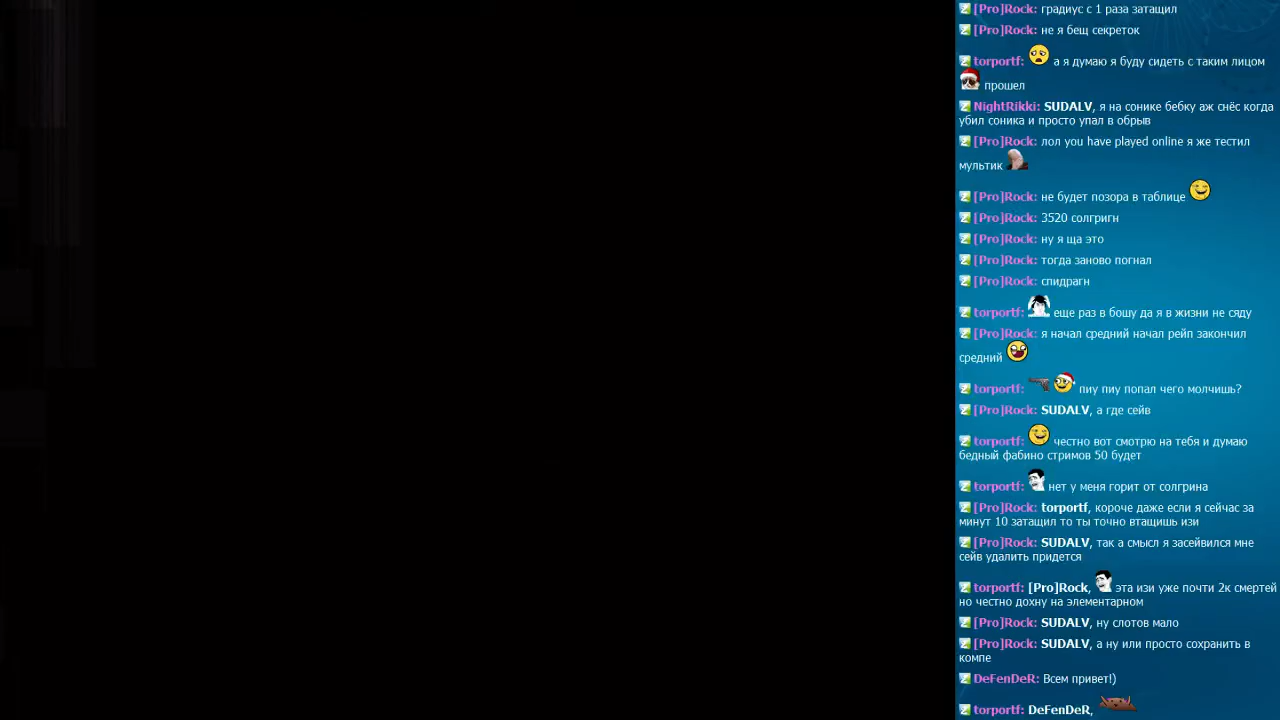 [Pro]Rock: градиус с 1 раза затащил
[Pro]Rock: не я бещ секреток
torportf: а я думаю я буду сидеть с таким лицом
прошел
NightRikki: SUDALV, я на сонике бебку аж снёс когда
убил соника и просто упал в обрыв
[Pro]Rock: лол you have played online я же тестил
мультик
[Pro]Rock: не будет позора в таблице
[Pro]Rock: 3520 солгригн
[Pro]Rock: ну я ща это
[Pro]Rock: тогда заново погнал
[Pro]Rock: спидрагн
torportf: еще раз в бошу да я в жизни не сяду
[Pro]Rock: я начал средний начал рейп закончил
средний
torportf: пиу пиу попал чего молчишь?
[Pro]Rock: SUDALV, а где сейв
torportf: честно вот смотрю на тебя и думаю
бедный фабино стримов 50 будет
torportf: нет у меня горит от солгрина
[Pro]Rock: torportf, короче даже если я сейчас за
минут 10 затащил то ты точно втащишь изи
[Pro]Rock: SUDALV, так а смысл я засейвился мне
сейв удалить придется
torportf: [Pro]Rock, эта изи уже почти 2к смертей
но честно дохну на элементарном
[Pro]Rock: SUDALV, ну слотов мало
[Pro]Rock: SUDALV, а ну или просто сохранить в
компе
DeFenDeR: Всем привет!)
torportf: DeFenDeR,